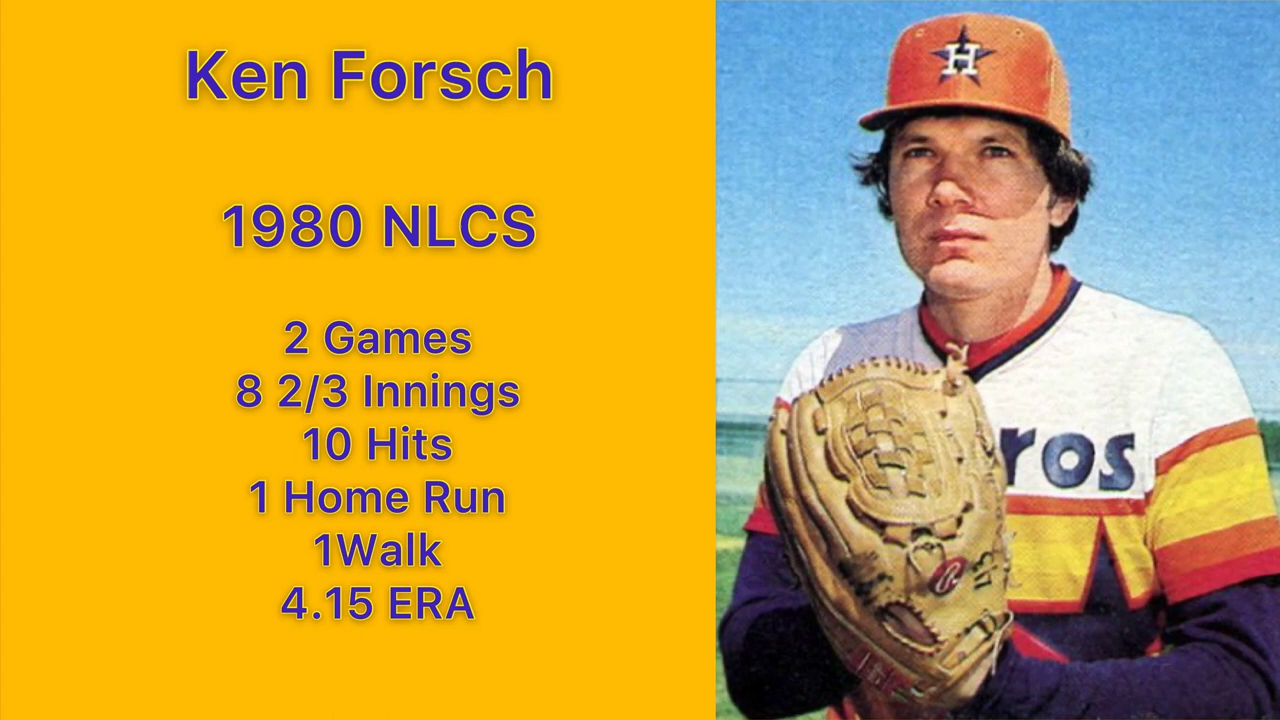 Ken Forsch
1980 NLCS
2 Games
8 2/3 Innings
10 Hits
1 Home Run
1Walk
4.15 ERA
H
ros